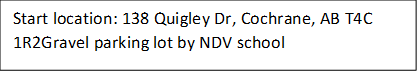 Start location: 138 Quigley Dr, Cochrane, AB T4C
1R2Gravel parking lot by NDV school